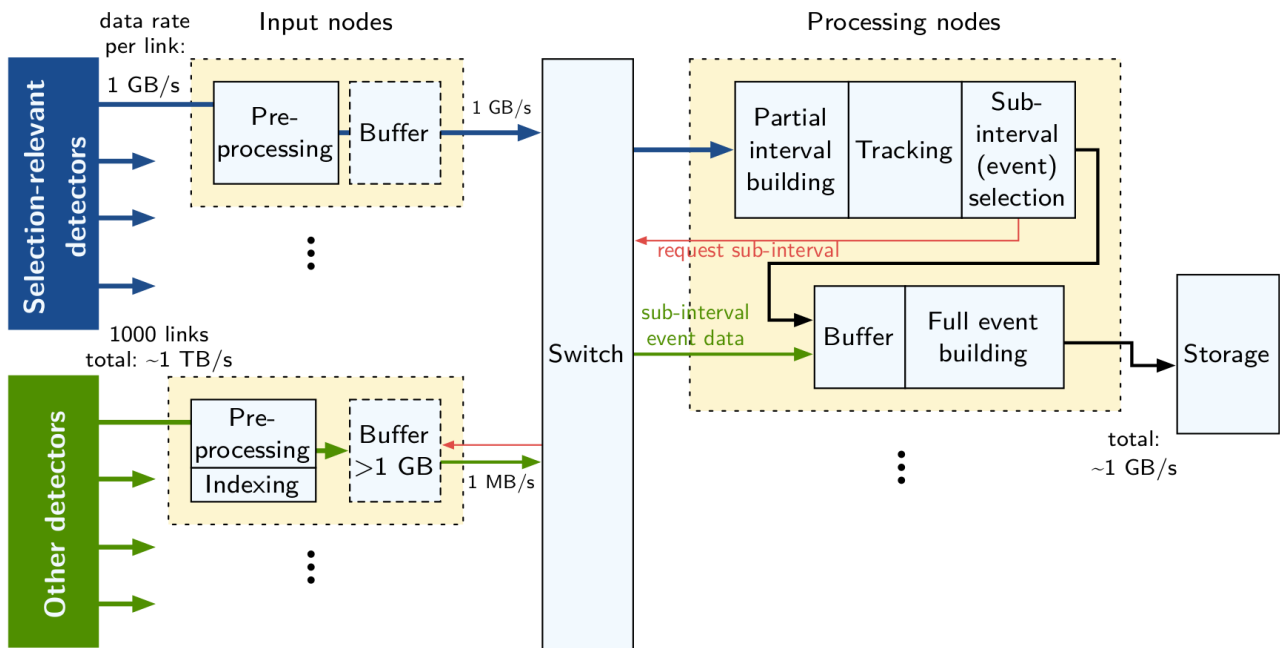 data rate
per link:
Input nodes
Processing nodes
Selection-relevant
detectors
1 GB/s
Pre-
processing
Buffer
1 GB/s
Partial
interval
building
Tracking
Sub-
interval
(event)
selection
request sub-interval
sub-interval
event data
Buffer
Full event
building
Switch
Storage
1000 links
total: ~1 TB/s
Other detectors
Pre-
processing
Indexing
Buffer
>1 GB
1 MB/s
total:
~1 GB/s